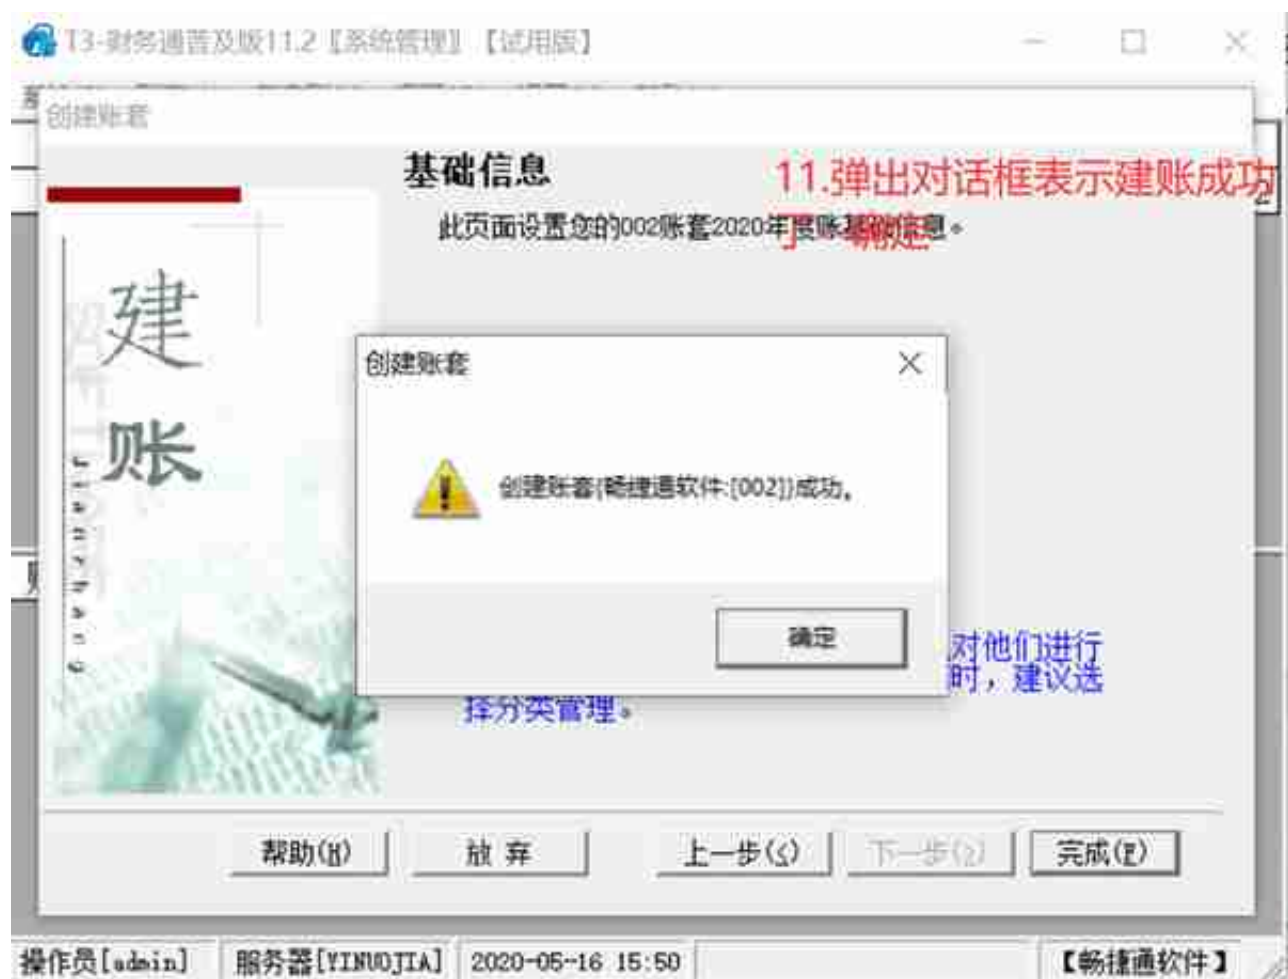 T3-财务通普及版11.2〖系统管理〗【试用版】
创建账套
基础信息
11.弹出对话框表示建账成功
此页面设置您的002账套2020年度账基础信息。
了 确定
建
账
Jianzhang
创建账套
创建账套{畅捷通软件:[002]}成功。
确定
对他们进行
时，建议选
择分类管理。
帮助(H)
放弃
上一步(<)
下一步(>)
完成(F)
操作员[admin]
服务器[YINUOJIA]
2020-05-16 15:50
【畅捷通软件】